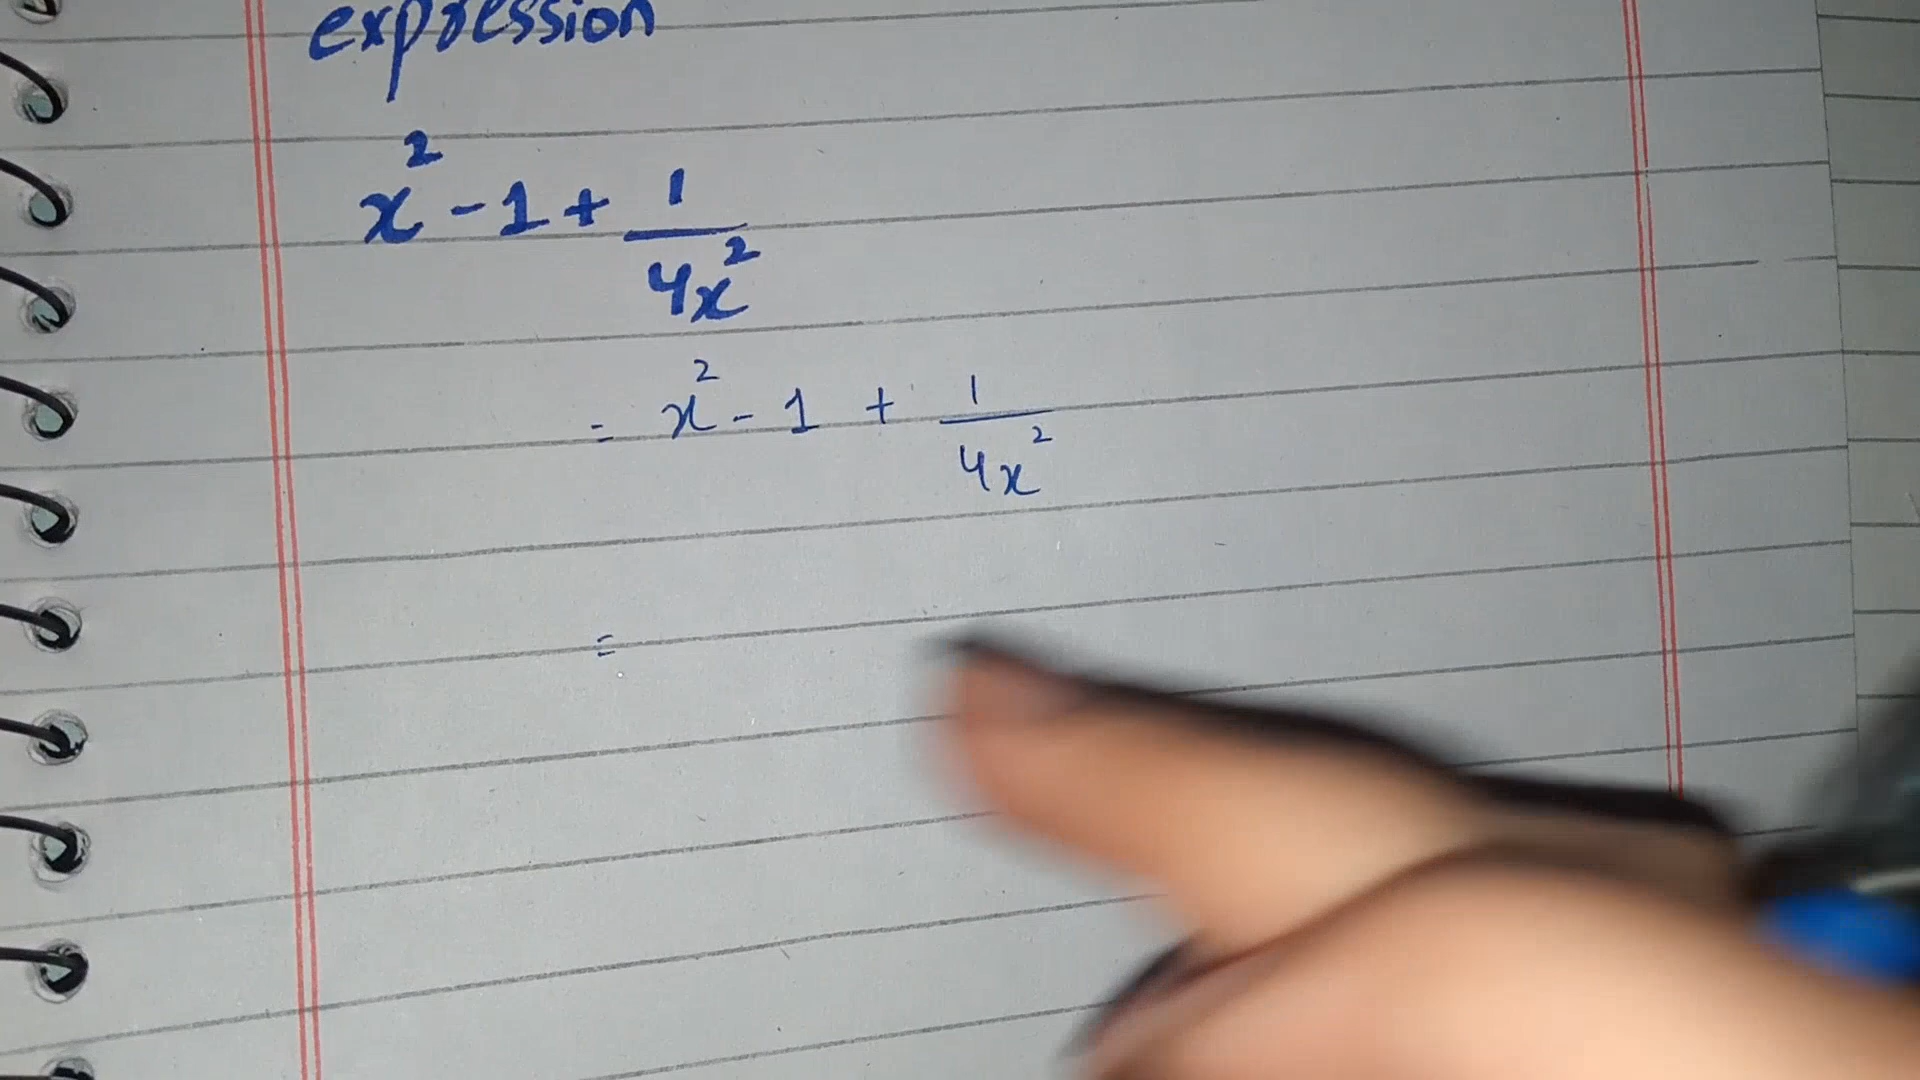 expression
x² - 1 + 1/4x²
= x² - 1 + 1/4x²
=